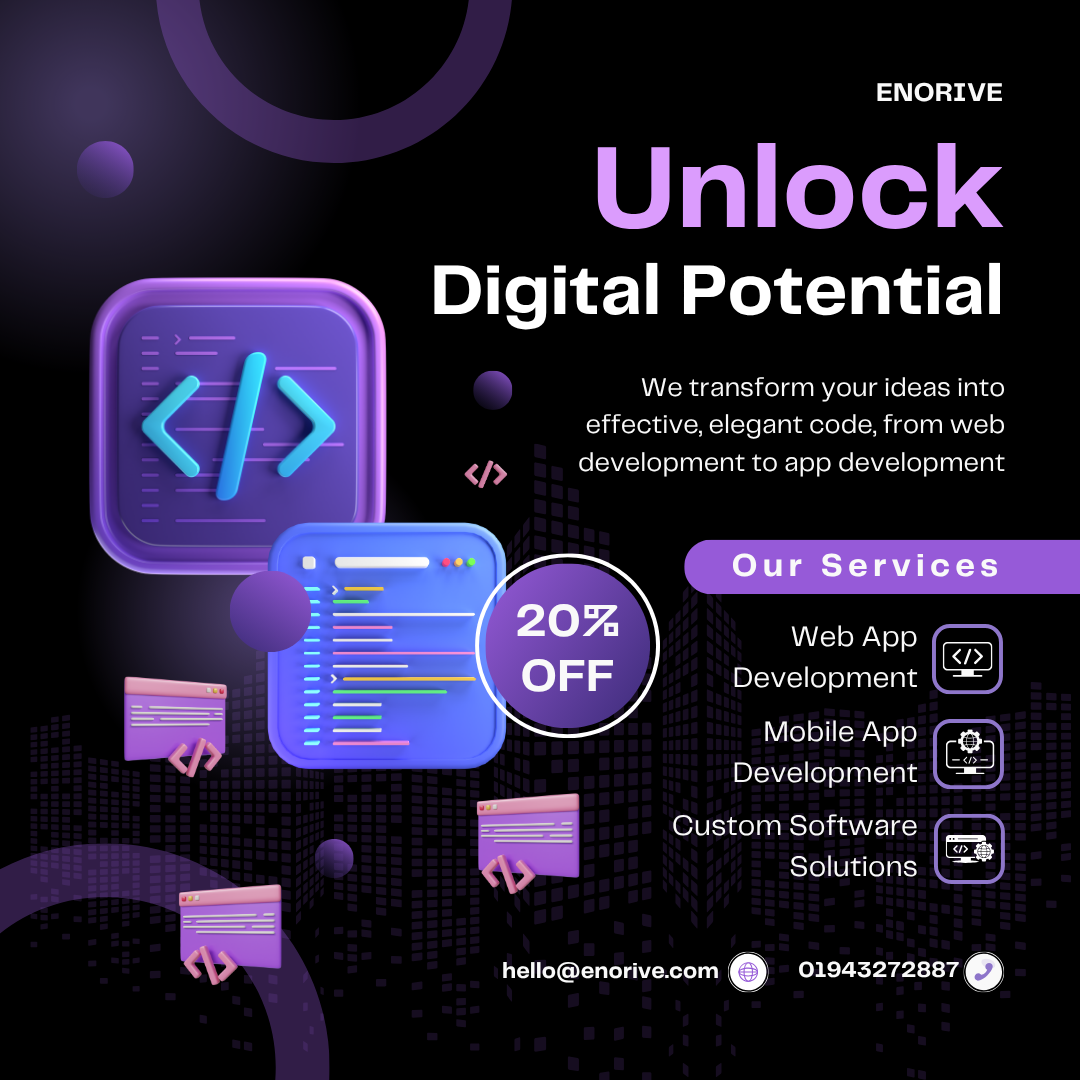 ENORIVE
Unlock
Digital Potential
We transform your ideas into
effective, elegant code, from web
development to app development
Our Services
20%
OFF
Web App
Development
Mobile App
Development
Custom Software
Solutions
hello@enorive.com
01943272887